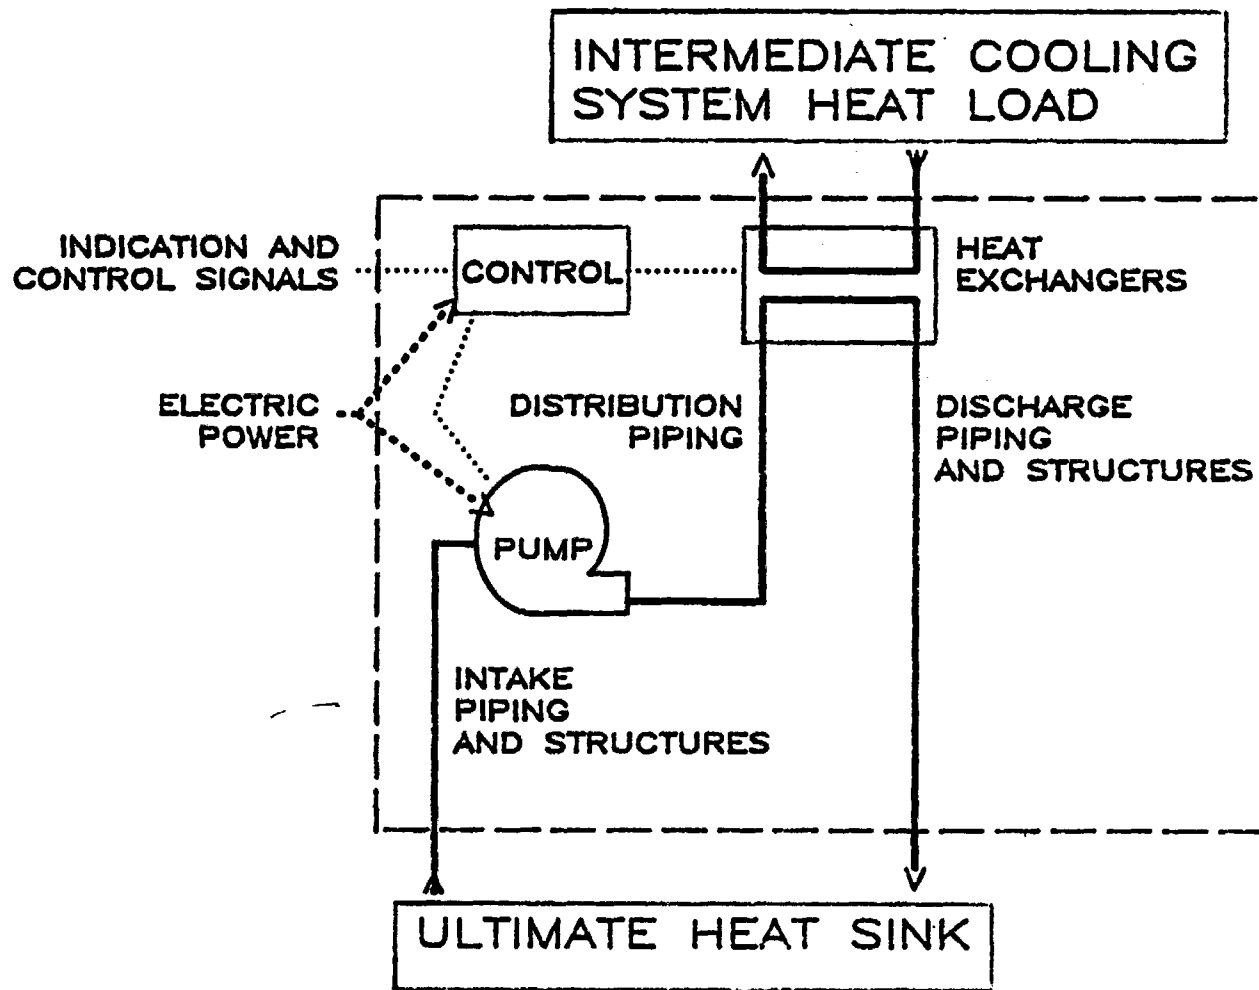 INTERMEDIATE COOLING
SYSTEM HEAT LOAD
INDICATION AND
CONTROL SIGNALS
CONTROL
HEAT
EXCHANGERS
ELECTRIC
POWER
DISTRIBUTION
PIPING
DISCHARGE
PIPING
AND STRUCTURES
PUMP
INTAKE
PIPING
AND STRUCTURES
ULTIMATE HEAT SINK